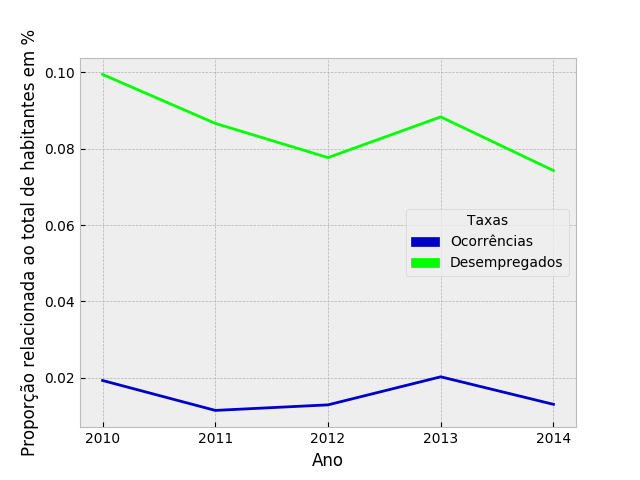 Proporção relacionada ao total de habitantes em %
0.10
0.08
0.06
0.04
0.02
Taxas
Ocorrências
Desempregados
2010 2011 2012 2013 2014
Ano